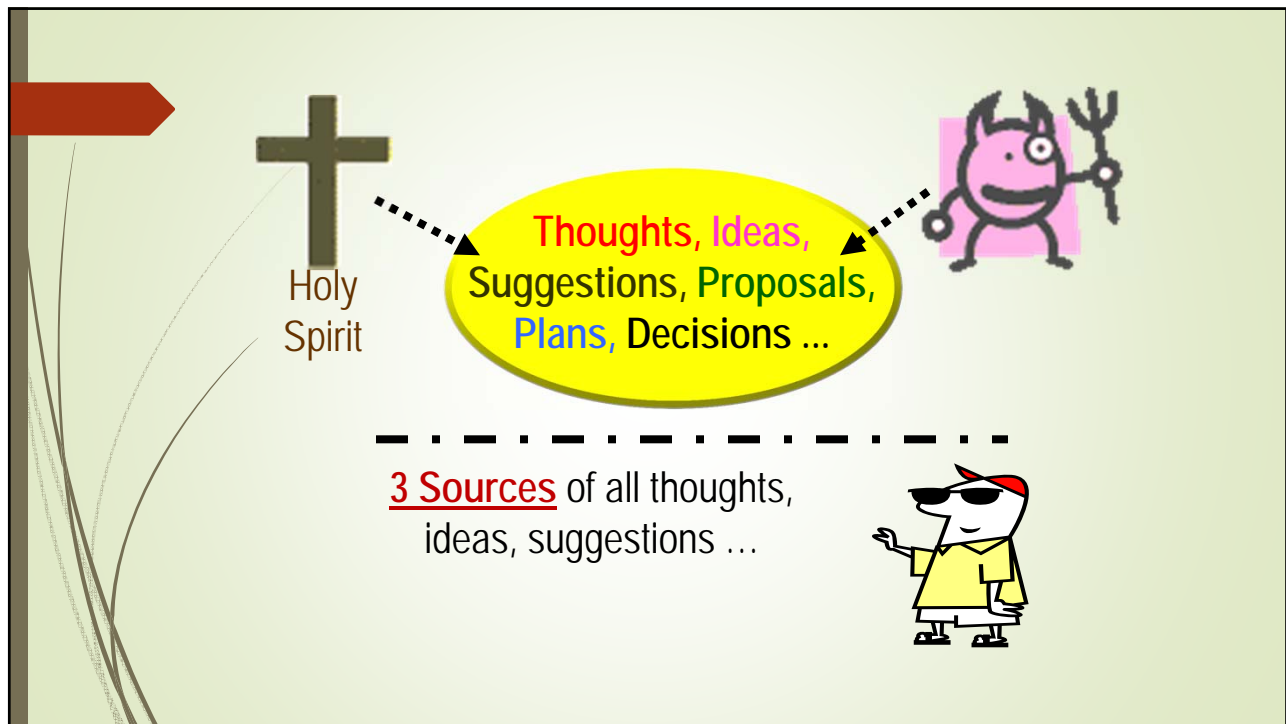 Holy
Spirit
Thoughts, Ideas,
Suggestions, Proposals,
Plans, Decisions ...
3 Sources of all thoughts,
ideas, suggestions ...